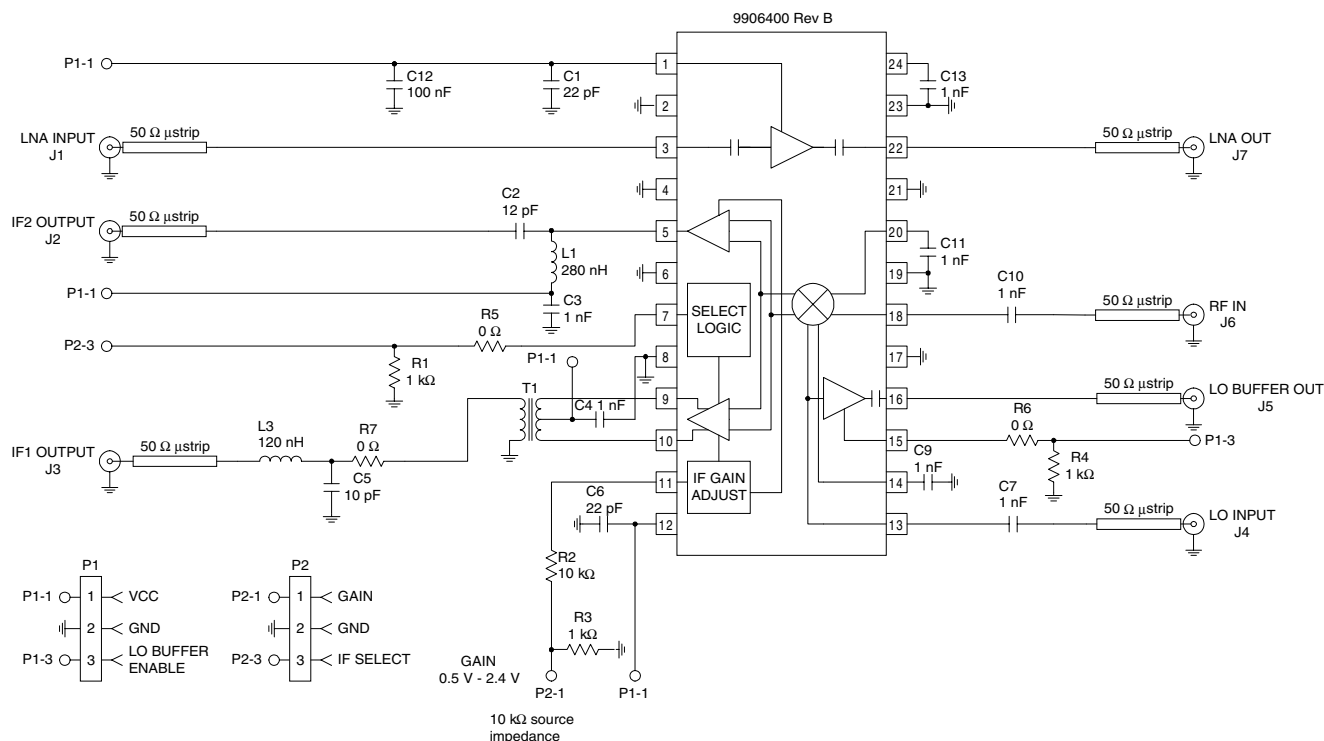 9906400 Rev B
P1-1
C12
100 nF
C1
22 pF
1
24
C13
1 nF
2
23
LNA INPUT
J1
50 Ω µstrip
3
22
50 Ω µstrip
LNA OUT
J7
4
21
IF2 OUTPUT
J2
50 Ω µstrip
C2
12 pF
5
20
C11
1 nF
L1
280 nH
6
19
P1-1
C3
1 nF
SELECT
LOGIC
C10
1 nF
50 Ω µstrip
RF IN
J6
7
18
P2-3
R5
0 Ω
R1
1 kΩ
P1-1
8
17
T1
C4 1 nF
9
16
50 Ω µstrip
LO BUFFER OUT
J5
R6
0 Ω
10
15
P1-3
R4
1 kΩ
IF1 OUTPUT
J3
50 Ω µstrip
L3
120 nH
R7
0 Ω
C5
10 pF
11
IF GAIN
ADJUST
C9
1 nF
14
C6
22 pF
12
13
C7
1 nF
50 Ω µstrip
LO INPUT
J4
R2
10 kΩ
R3
1 kΩ
GAIN
0.5 V - 2.4 V
P2-1
P1-1
10 kΩ source
impedance
P1
P1-1
1
VCC
2
GND
P1-3
3
LO BUFFER
ENABLE
P2
P2-1
1
GAIN
2
GND
P2-3
3
IF SELECT